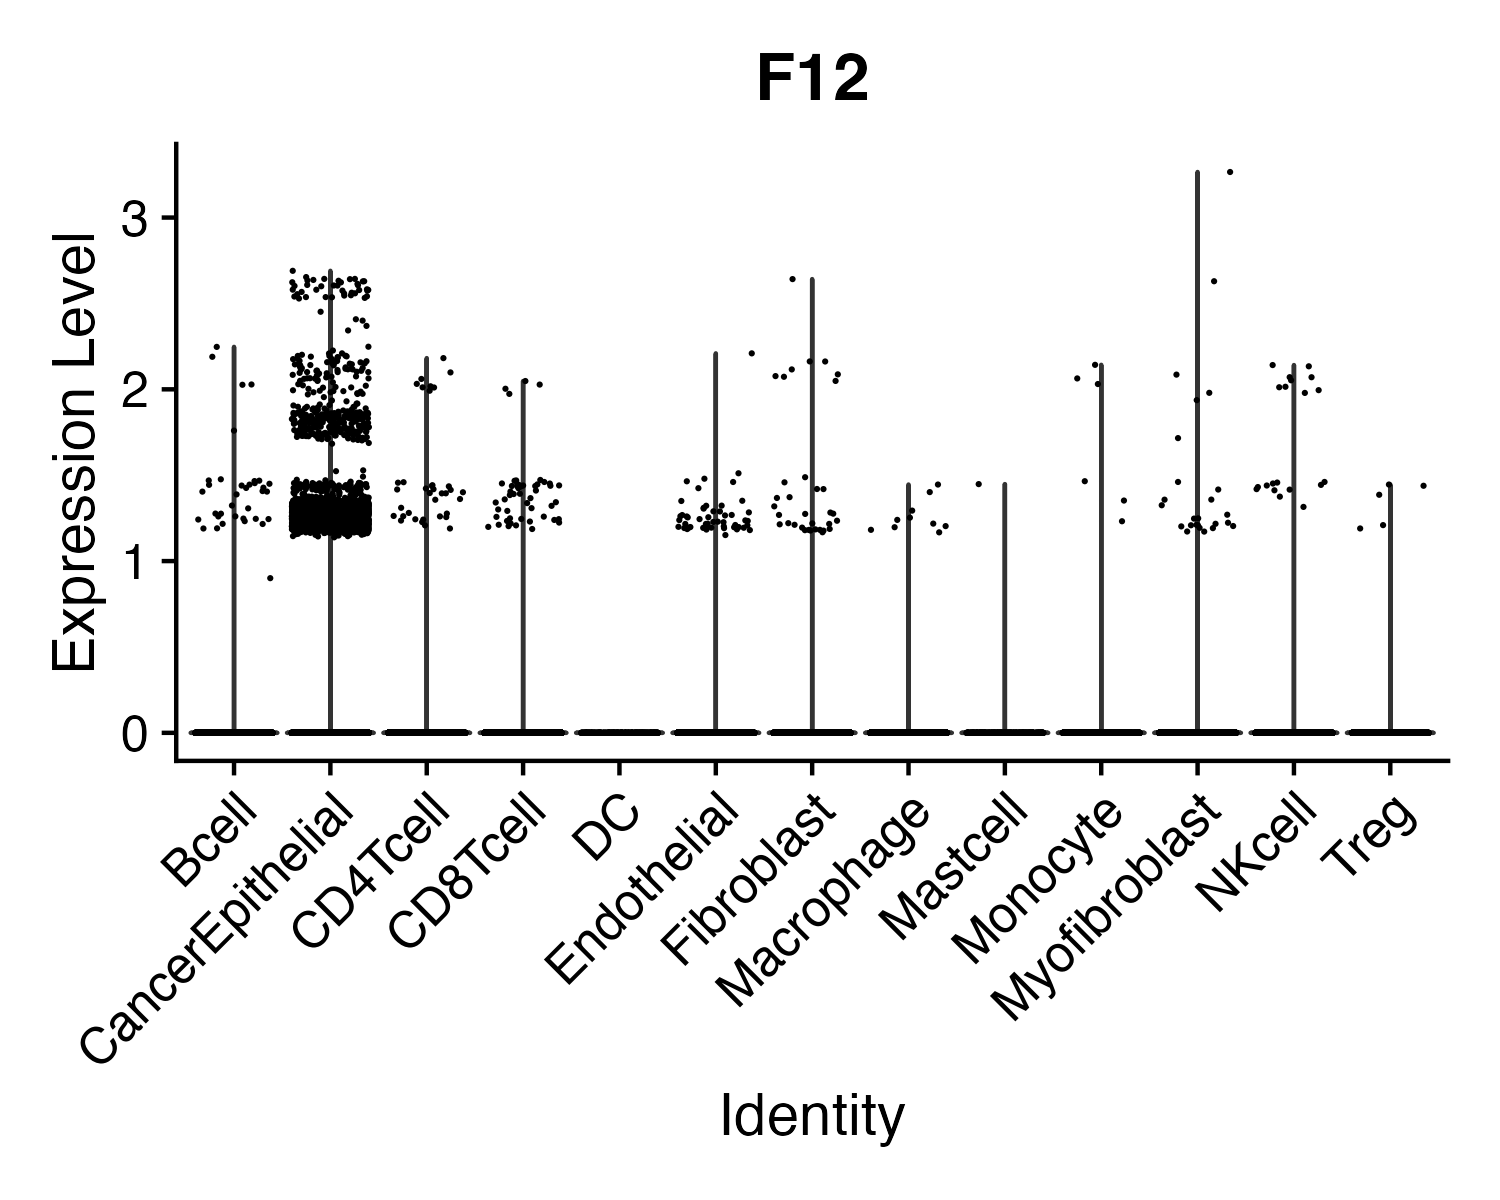 F12
Expression Level
3
2
1
0
Bcell
CancerEpithelial
CD4Tcell
CD8Tcell
DC
Endothelial
Fibroblast
Macrophage
Mastcell
Monocyte
Myofibroblast
NKcell
Treg
Identity